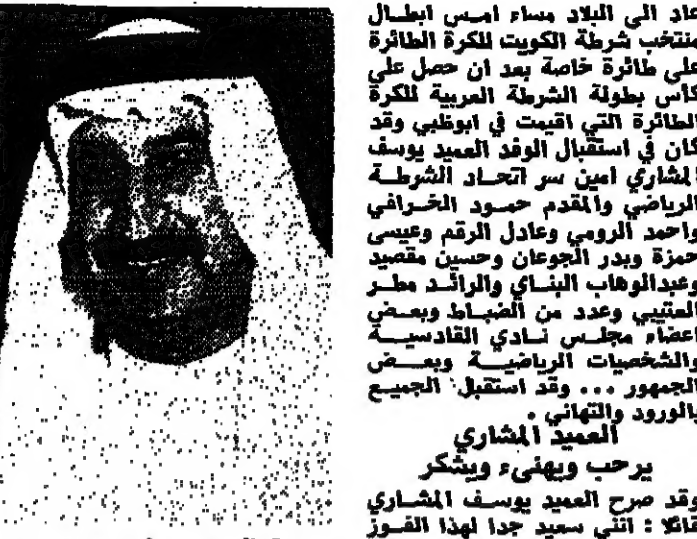 عاد الى البلاد مساء امس ابطال
منتخب شرطة الكويت للكرة الطائرة
على طائرة خاصة بعد ان حصل على
كأس بطولة الشرطة العربية للكرة
الطائرة التي اقيمت في ابوظبي وقد
كان في استقبال الوفد العميد يوسف
المشاري امين سر اتحاد الشرطة
الرياضي والمقدم حمود الخرافي
واحمد الرومي وعادل الرقم وعيسى
حمزة وبدر الجوعان وحسين مقصيد
وعبدالوهاب البناي والرائد مطر
العتيبي وعدد من الضباط وبعض
اعضاء مجلس نادي القادسية
والشخصيات الرياضية وبعض
الجمهور ... وقد استقبل الجميع
بالورود والتهاني .
العميد المشاري
يرحب ويهنىء ويشكر
وقد صرح العميد يوسف المشاري
قائلا : انني سعيد جدا لهذا الفوز